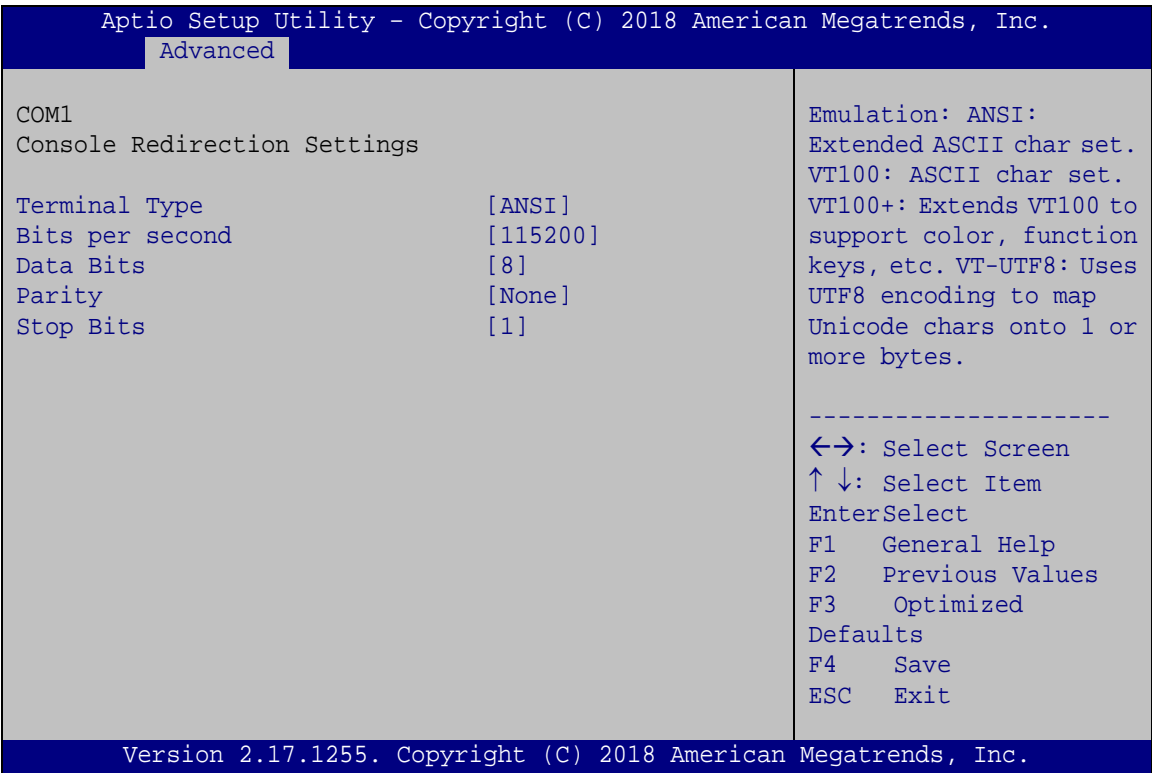 Aptio Setup Utility – Copyright (C) 2018 American Megatrends, Inc.
Advanced
COM1
Console Redirection Settings
Terminal Type [ANSI]
Bits per second [115200]
Data Bits [8]
Parity [None]
Stop Bits [1]
Emulation: ANSI:
Extended ASCII char set.
VT100: ASCII char set.
VT100+: Extends VT100 to
support color, function
keys, etc. VT-UTF8: Uses
UTF8 encoding to map
Unicode chars onto 1 or
more bytes.
---------------------
←→: Select Screen
↑ ↓: Select Item
EnterSelect
F1 General Help
F2 Previous Values
F3 Optimized
Defaults
F4 Save
ESC Exit
Version 2.17.1255. Copyright (C) 2018 American Megatrends, Inc.